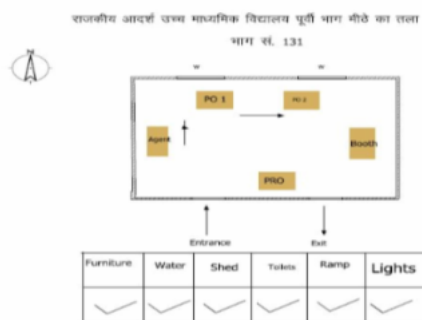 राजकीय आदर्श उच्च माध्यमिक विद्यालय पूर्वी भाग मीठे का तला
भाग सं. 131
N
W W
PO 1 PO 2
Agent Booth
PRO
Entrance Exit
Furniture Water Shed Toilets Ramp Lights